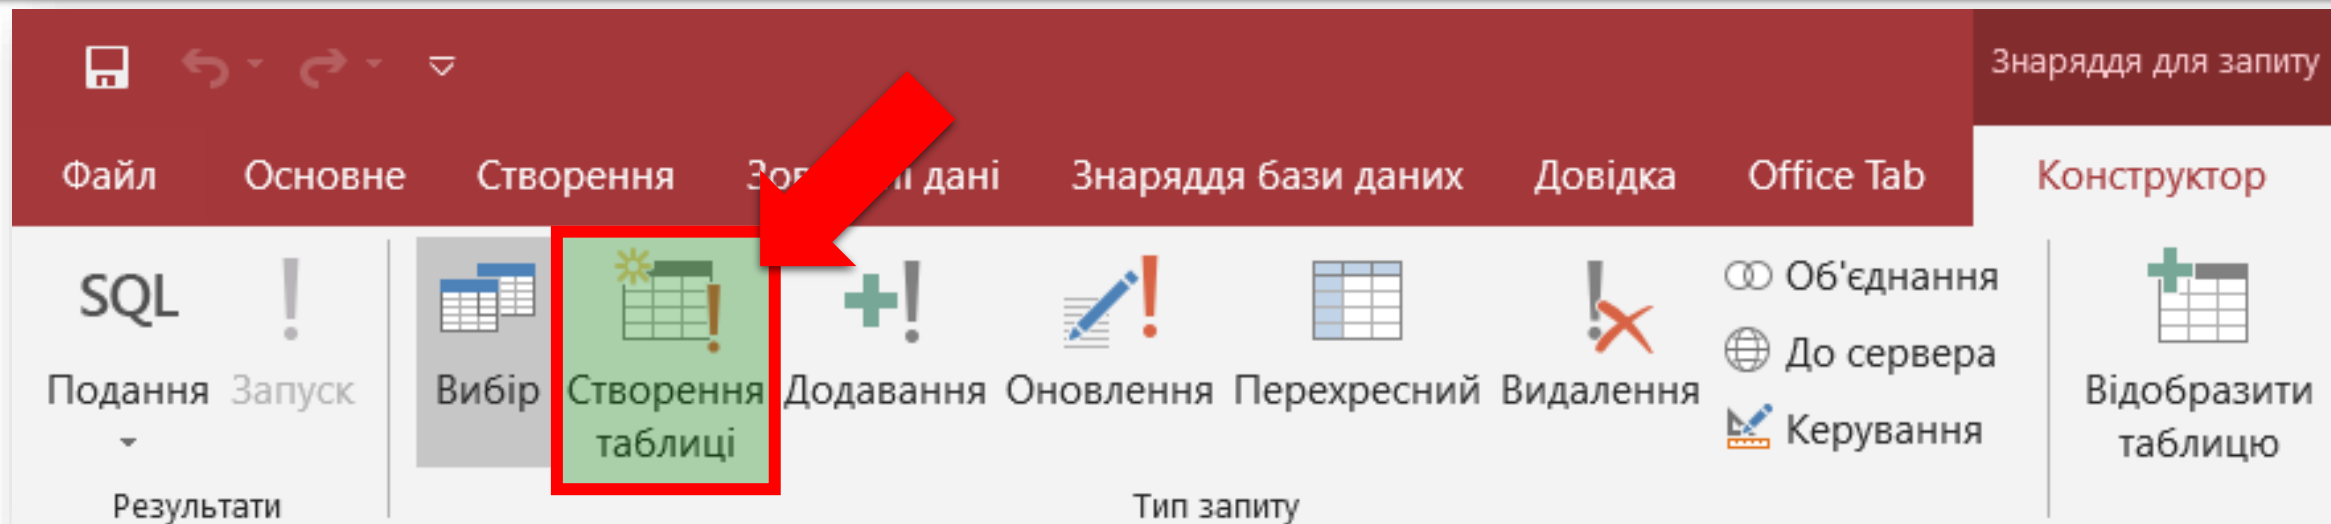 Знаряддя для запиту
Файл Основне Створення дані Знаряддя бази даних Довідка Office Tab Конструктор
SQL
Подання
Запуск
Вибір
Створення
таблиці
Додавання
Оновлення
Перехресний
Видалення
Об'єднання
До сервера
Керування
Відобразити
таблицю
Результати
Тип запиту